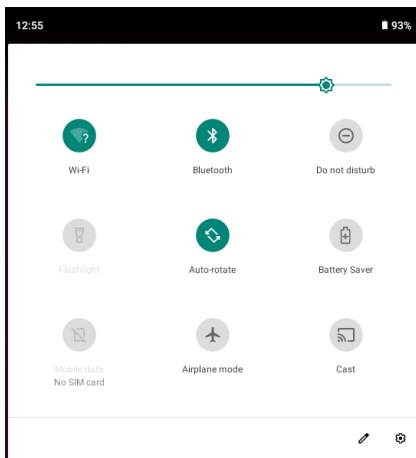 12:55 93%
?
Wi-Fi Bluetooth Do not disturb
Flashlight Auto-rotate Battery Saver
Mobile data Airplane mode Cast
No SIM card